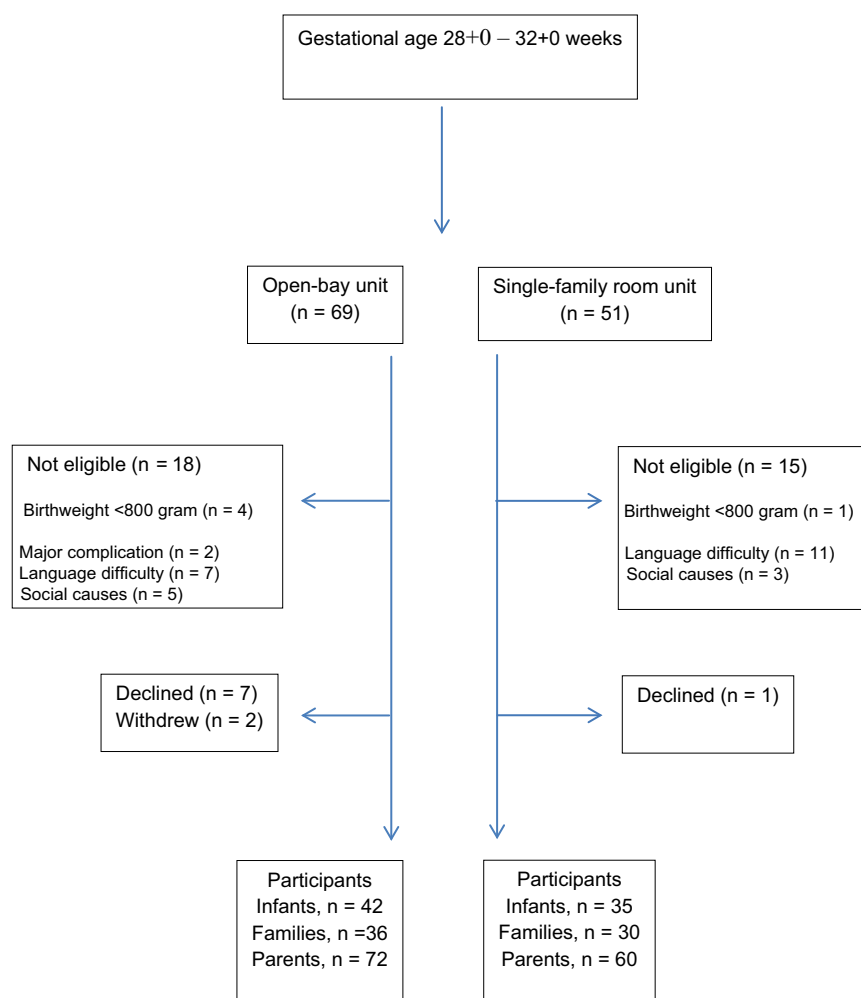 Gestational age 28+0 – 32+0 weeks
Open-bay unit
(n = 69)
Single-family room unit
(n = 51)
Not eligible (n = 18)
Birthweight <800 gram (n = 4)
Major complication (n = 2)
Language difficulty (n = 7)
Social causes (n = 5)
Not eligible (n = 15)
Birthweight <800 gram (n = 1)
Language difficulty (n = 11)
Social causes (n = 3)
Declined (n = 7)
Withdrew (n = 2)
Declined (n = 1)
Participants
Infants, n = 42
Families, n =36
Parents, n = 72
Participants
Infants, n = 35
Families, n = 30
Parents, n = 60